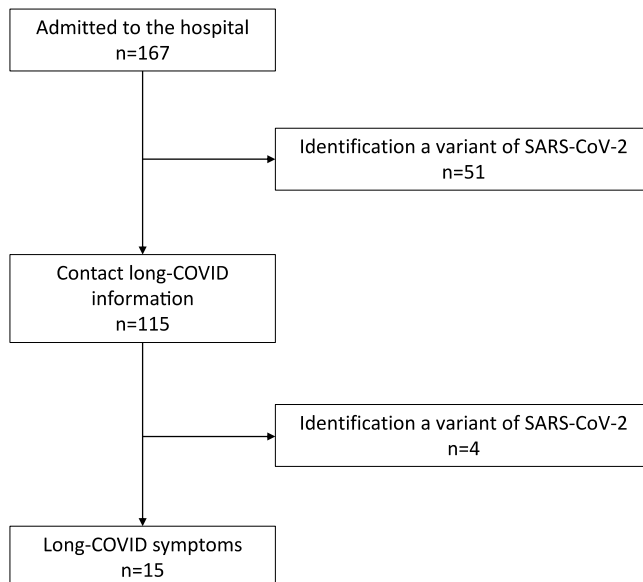 Admitted to the hospital
n=167
Identification a variant of SARS-CoV-2
n=51
Contact long-COVID
information
n=115
Identification a variant of SARS-CoV-2
n=4
Long-COVID symptoms
n=15